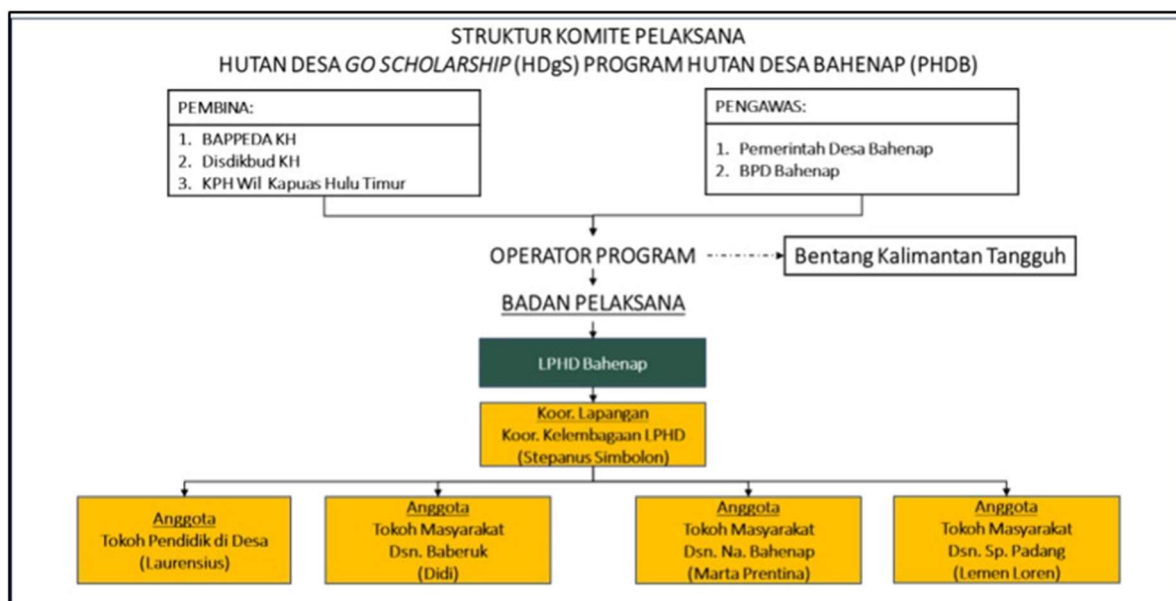 STRUKTUR KOMITE PELAKSANA
HUTAN DESA GO SCHOLARSHIP (HDgS) PROGRAM HUTAN DESA BAHENAP (PHDB)
PEMBINA:
1. BAPPEDA KH
2. Disdikbud KH
3. KPH Wil Kapuas Hulu Timur
PENGAWAS:
1. Pemerintah Desa Bahenap
2. BPD Bahenap
OPERATOR PROGRAM
Bentang Kalimantan Tangguh
BADAN PELAKSANA
LPHD Bahenap
Koor. Lapangan
Koor. Kelembagaan LPHD
(Stepanus Simbolon)
Anggota
Tokoh Pendidik di Desa
(Laurensius)
Anggota
Tokoh Masyarakat
Dsn. Baberuk
(Didi)
Anggota
Tokoh Masyarakat
Dsn. Na. Bahenap
(Marta Prentina)
Anggota
Tokoh Masyarakat
Dsn. Sp. Padang
(Lemen Loren)